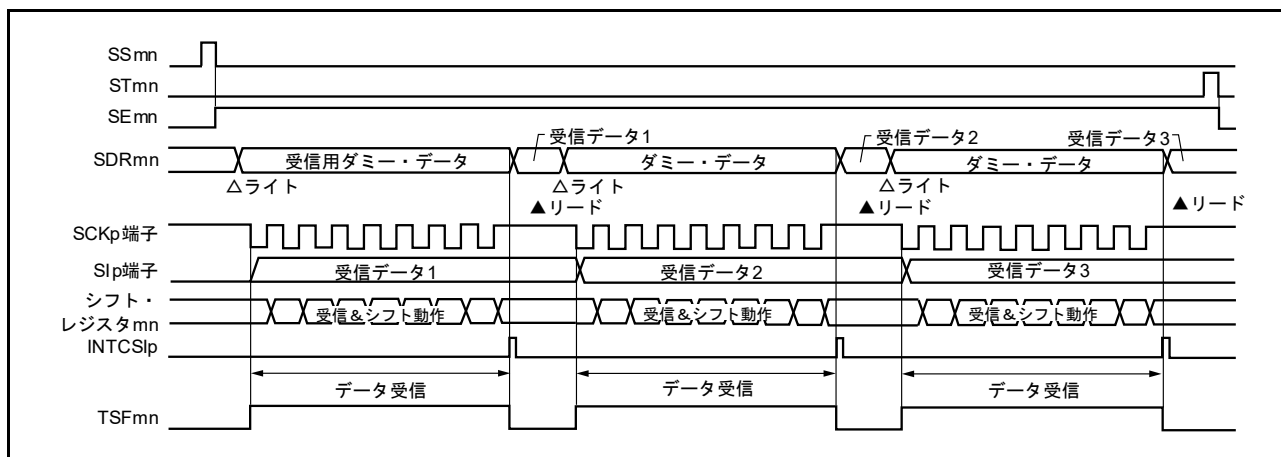 SSmn
STmn
SEmn
受信データ1 受信データ2 受信データ3
SDRmn 受信用ダミー・データ ダミー・データ ダミー・データ
△ライト △ライト △ライト
▲リード ▲リード ▲リード
SCKp端子
SIp端子 受信データ1 受信データ2 受信データ3
シフト・
レジスタmn 受信&シフト動作 受信&シフト動作 受信&シフト動作
INTCSIp
データ受信 データ受信 データ受信
TSFmn